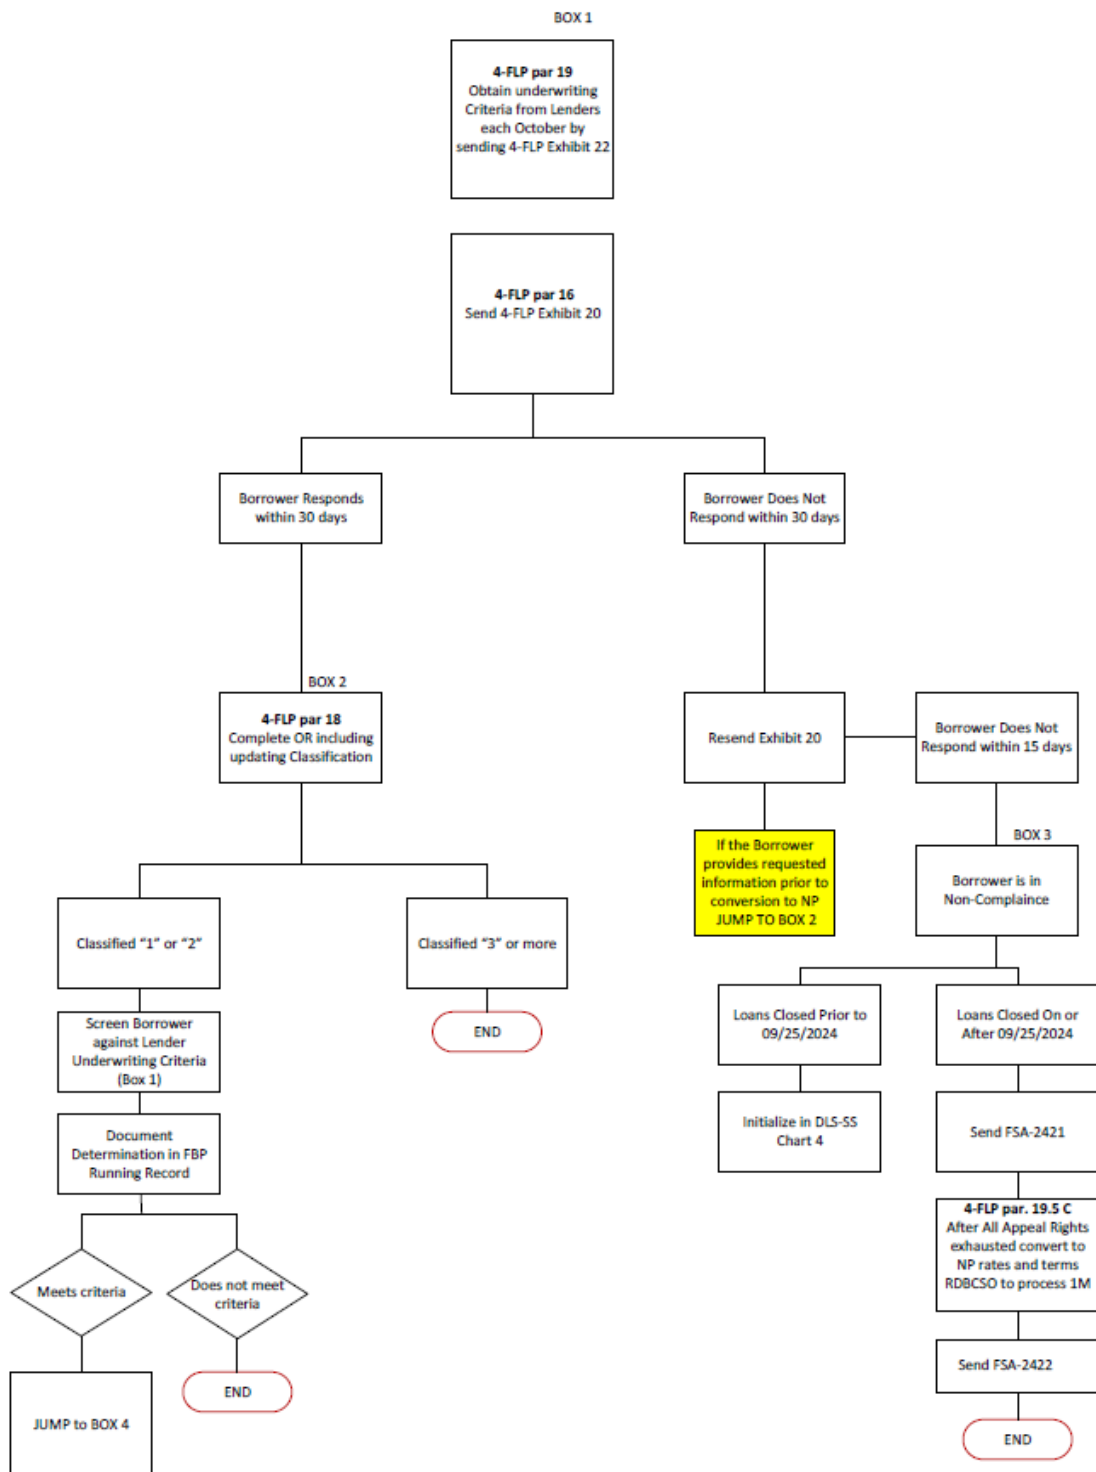 BOX 1
4-FLP par 19
Obtain underwriting
Criteria from Lenders
each October by
sending 4-FLP Exhibit 22
4-FLP par 16
Send 4-FLP Exhibit 20
Borrower Responds
within 30 days
Borrower Does Not
Respond within 30 days
BOX 2
4-FLP par 18
Complete OR including
updating Classification
Resend Exhibit 20
Borrower Does Not
Respond within 15 days
If the Borrower
provides requested
information prior to
conversion to NP
JUMP TO BOX 2
BOX 3
Borrower is in
Non-Complaince
Classified “1” or “2”
Classified “3” or more
END
Loans Closed Prior to
09/25/2024
Loans Closed On or
After 09/25/2024
Screen Borrower
against Lender
Underwriting Criteria
(Box 1)
Initialize in DLS-SS
Chart 4
Send FSA-2421
Document
Determination in FBP
Running Record
4-FLP par. 19.5 C
After All Appeal Rights
exhausted convert to
NP rates and terms
RDBCSO to process 1M
Meets criteria
Does not meet
criteria
Send FSA-2422
END
JUMP to BOX 4
END